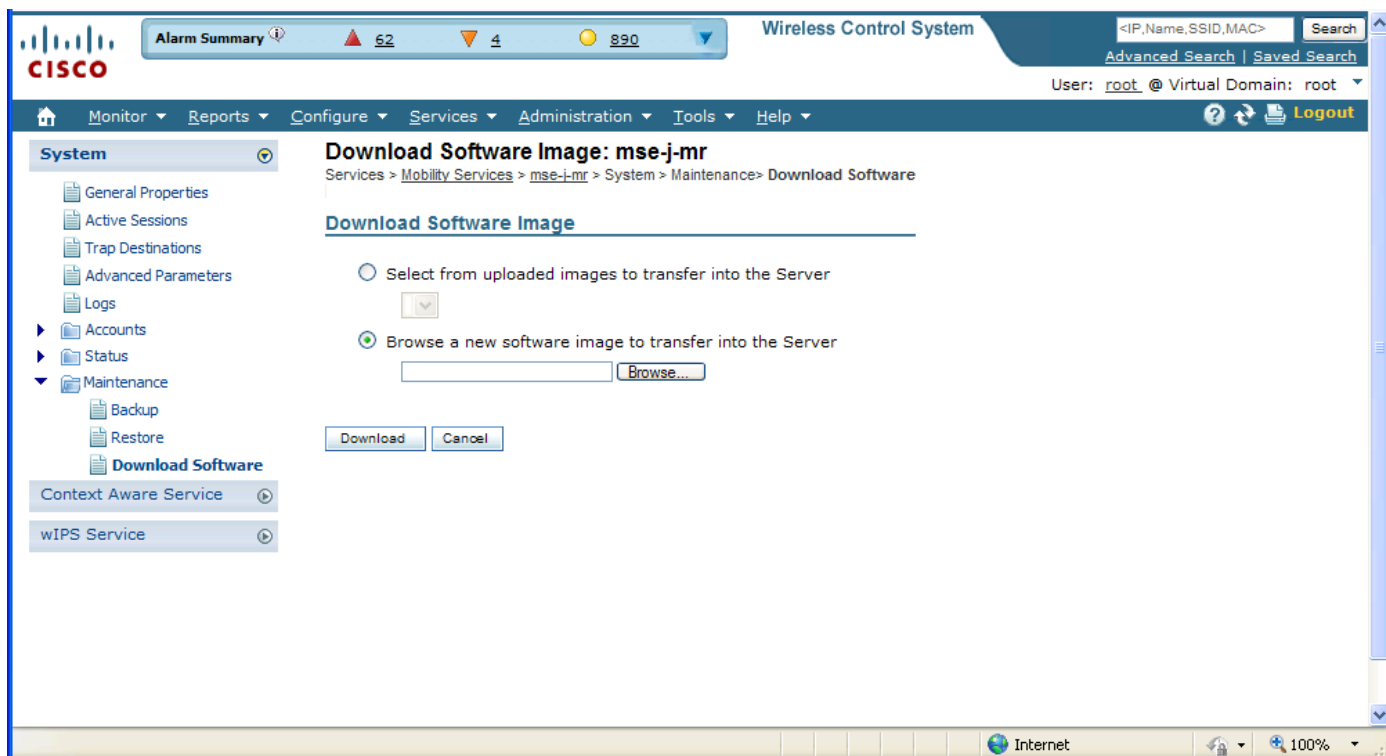 Alarm Summary 62 4 890
Wireless Control System
<IP,Name,SSID,MAC> Search
CISCO
Advanced Search | Saved Search
User: root @ Virtual Domain: root
Monitor Reports Configure Services Administration Tools Help Logout
System
General Properties
Active Sessions
Trap Destinations
Advanced Parameters
Logs
Accounts
Status
Maintenance
Backup
Restore
Download Software
Context Aware Service
wIPS Service
Download Software Image: mse-j-mr
Services > Mobility Services > mse-j-mr > System > Maintenance> Download Software
Download Software Image
Select from uploaded images to transfer into the Server
Browse a new software image to transfer into the Server
Browse...
Download Cancel
Internet 100%